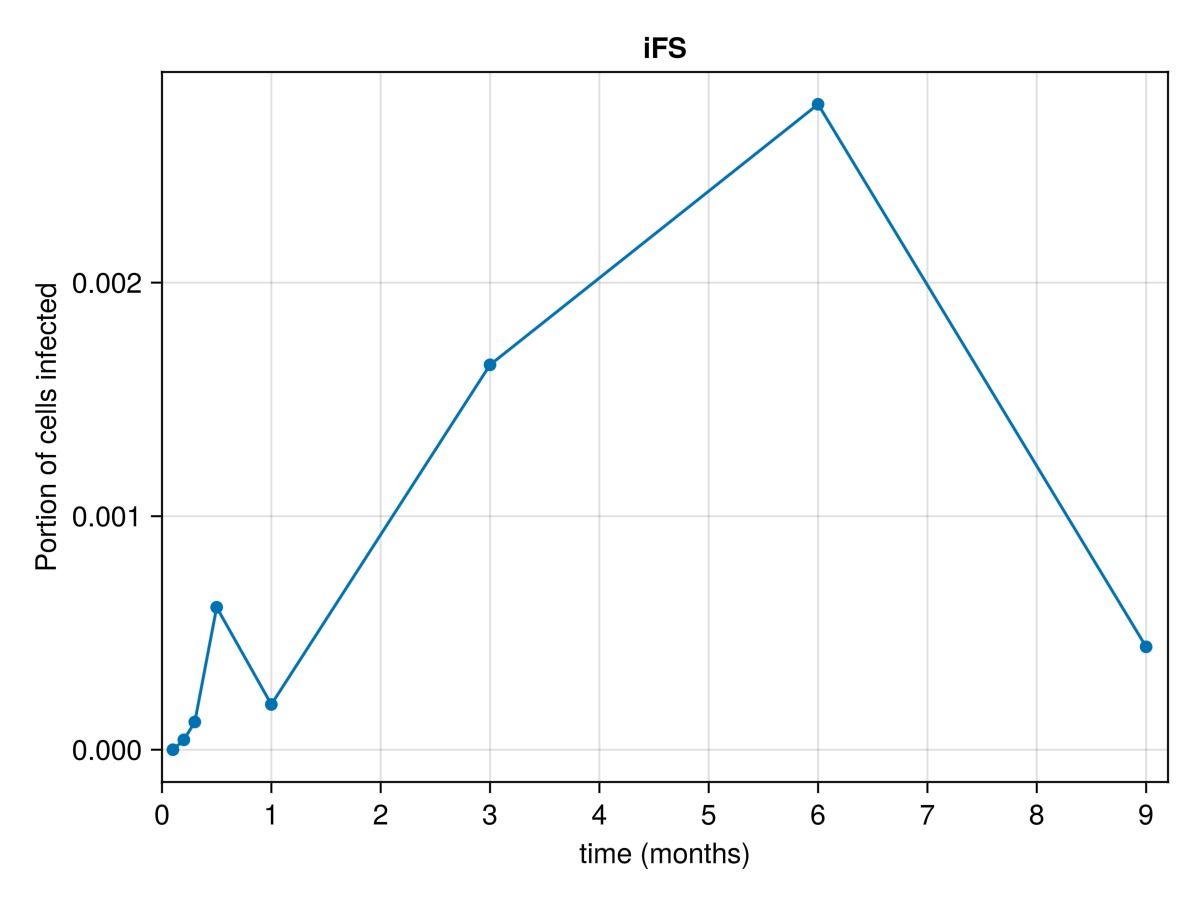 iFS
Portion of cells infected
0.002
0.001
0.000
0 1 2 3 4 5 6 7 8 9
time (months)